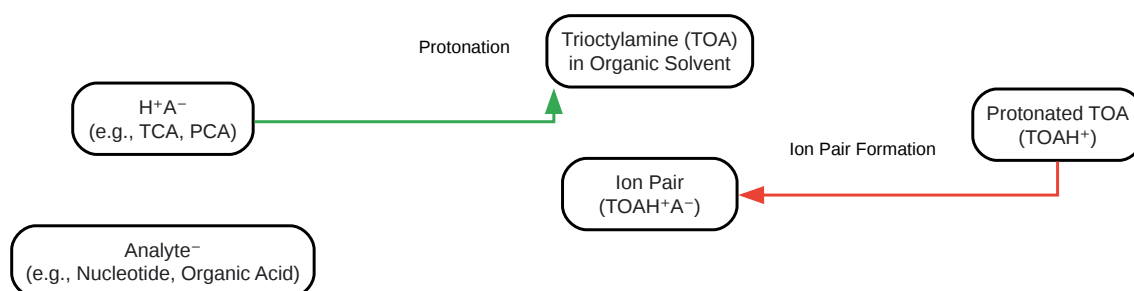 Protonation
Trioctylamine (TOA)
in Organic Solvent
H⁺A⁻
(e.g., TCA, PCA)
Protonated TOA
(TOAH⁺)
Ion Pair Formation
Ion Pair
(TOAH⁺A⁻)
Analyte⁻
(e.g., Nucleotide, Organic Acid)